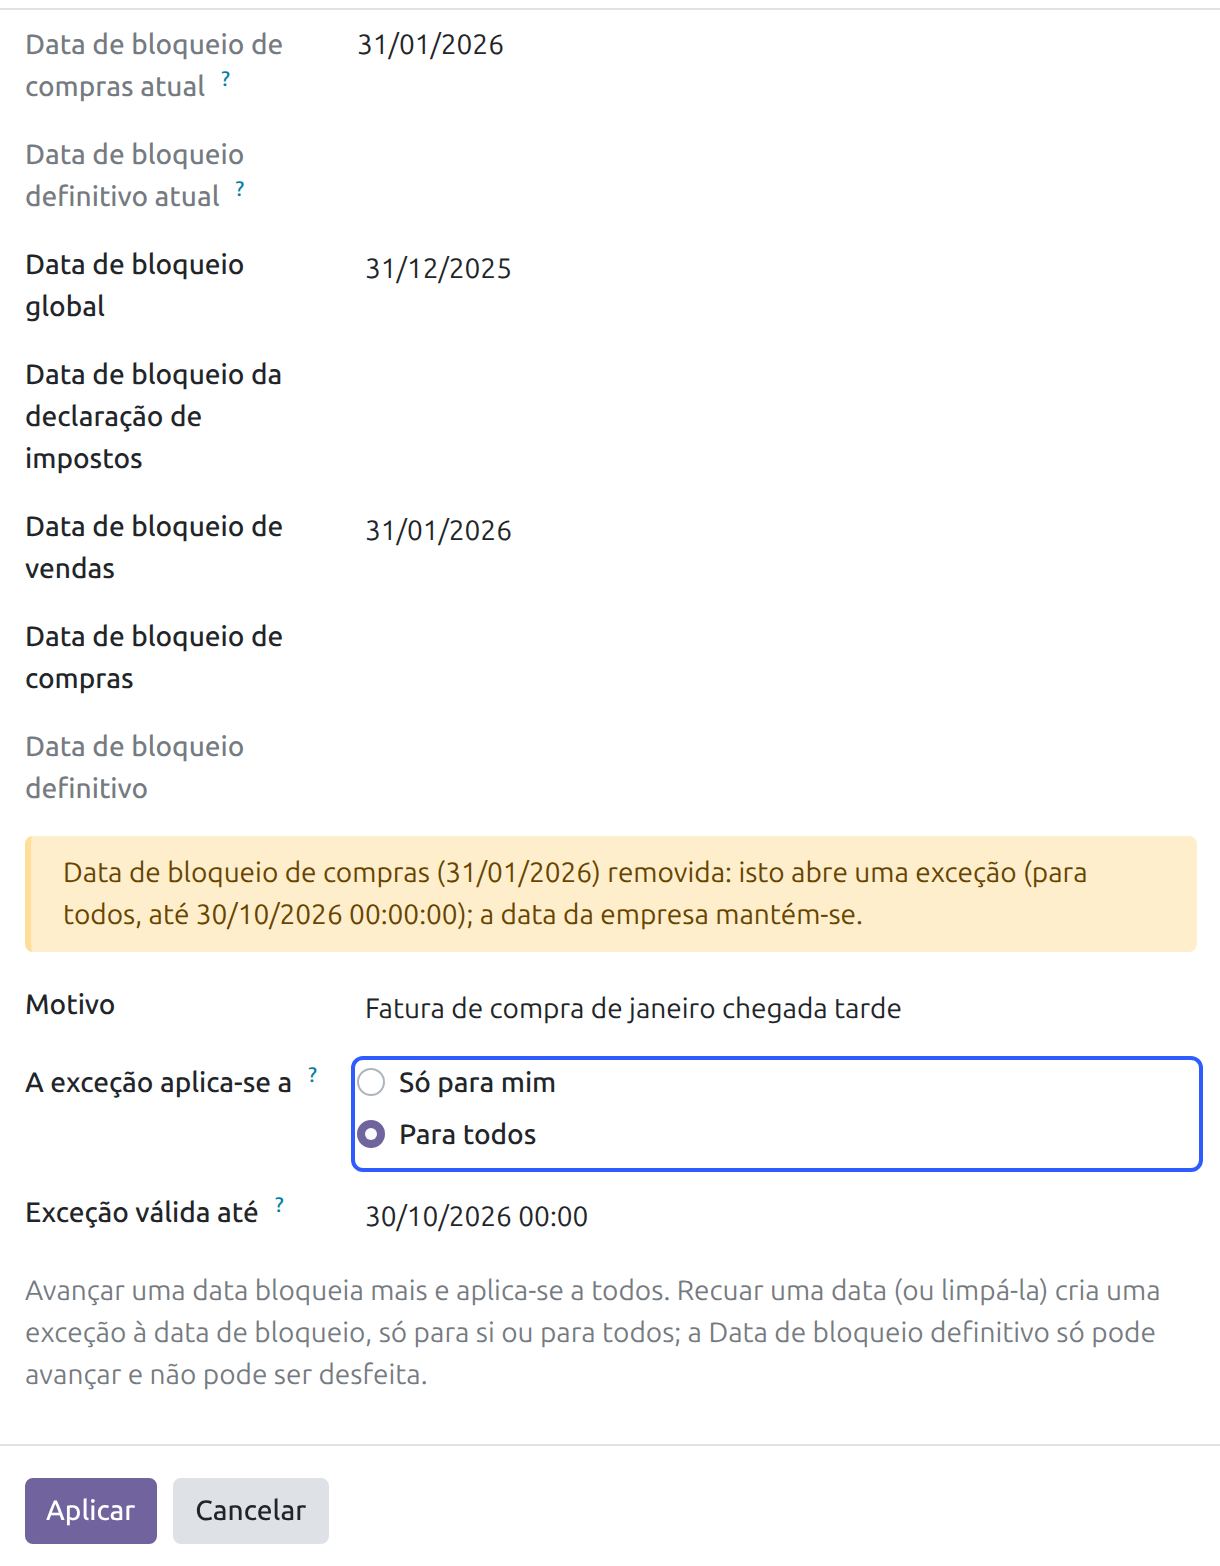 Data de bloqueio de
compras atual ?
31/01/2026
Data de bloqueio
definitivo atual ?
Data de bloqueio
global
31/12/2025
Data de bloqueio da
declaração de
impostos
Data de bloqueio de
vendas
31/01/2026
Data de bloqueio de
compras
Data de bloqueio
definitivo
Data de bloqueio de compras (31/01/2026) removida: isto abre uma exceção (para
todos, até 30/10/2026 00:00:00); a data da empresa mantém-se.
Motivo
Fatura de compra de janeiro chegada tarde
A exceção aplica-se a ?
Só para mim
Para todos
Exceção válida até ?
30/10/2026 00:00
Avançar uma data bloqueia mais e aplica-se a todos. Recuar uma data (ou limpá-la) cria uma
exceção à data de bloqueio, só para si ou para todos; a Data de bloqueio definitivo só pode
avançar e não pode ser desfeita.
Aplicar
Cancelar